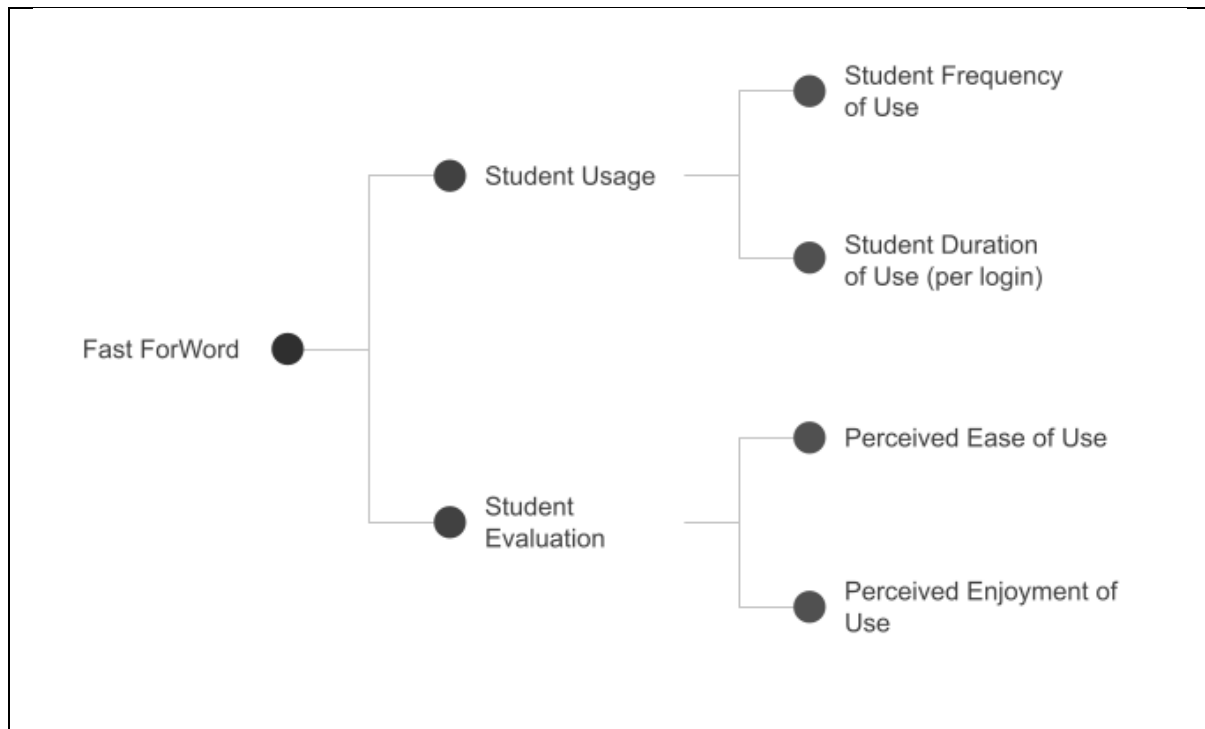 Student Frequency
of Use
Student Usage
Student Duration
of Use (per login)
Fast ForWord
Perceived Ease of Use
Student
Evaluation
Perceived Enjoyment of
Use